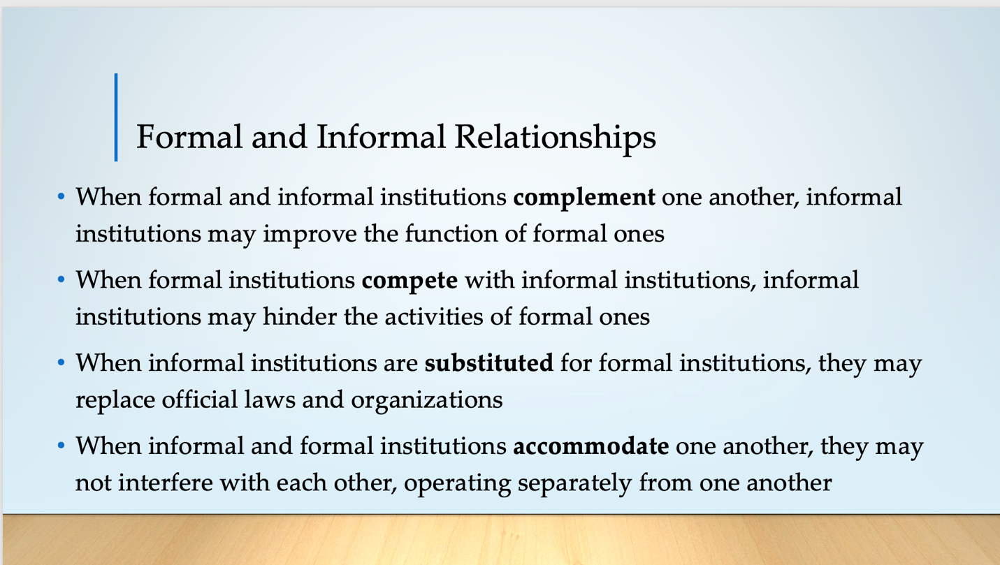 Formal and Informal Relationships
• When formal and informal institutions complement one another, informal
institutions may improve the function of formal ones
• When formal institutions compete with informal institutions, informal
institutions may hinder the activities of formal ones
• When informal institutions are substituted for formal institutions, they may
replace official laws and organizations
• When informal and formal institutions accommodate one another, they may
not interfere with each other, operating separately from one another